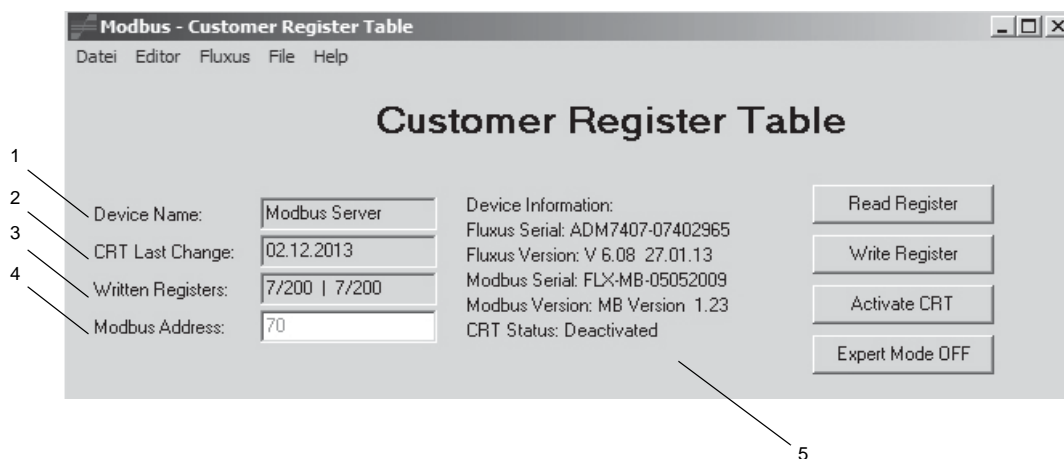 Modbus - Customer Register Table
Datei Editor Fluxus File Help
Customer Register Table
1
2
3
4
Device Name: Modbus Server
CRT Last Change: 02.12.2013
Written Registers: 7/200 | 7/200
Modbus Address: 70
Device Information:
Fluxus Serial: ADM7407-07402965
Fluxus Version: V 6.08 27.01.13
Modbus Serial: FLX-MB-05052009
Modbus Version: MB Version 1.23
CRT Status: Deactivated
Read Register
Write Register
Activate CRT
Expert Mode OFF
5